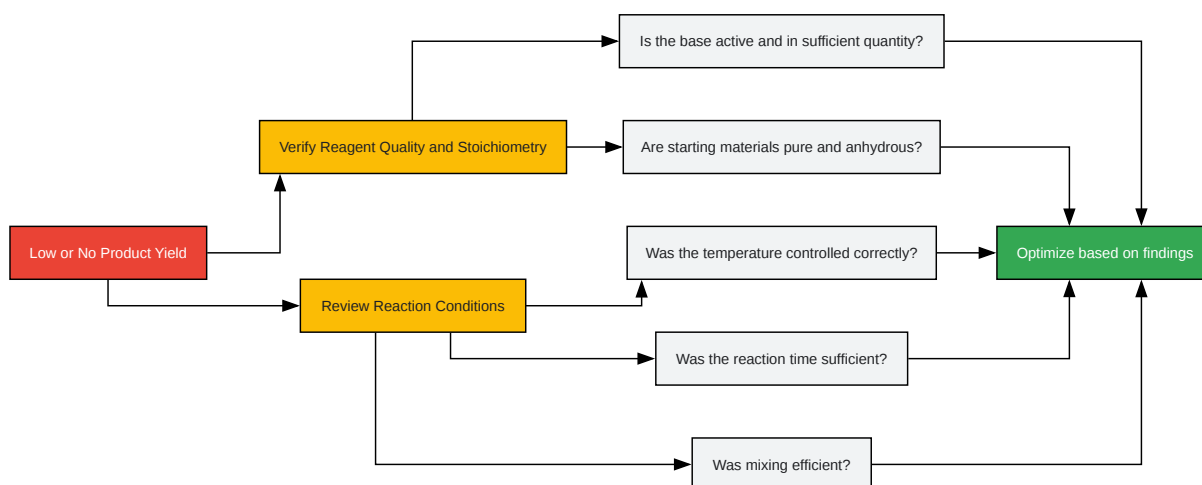 Is the base active and in sufficient quantity?
Verify Reagent Quality and Stoichiometry
Are starting materials pure and anhydrous?
Low or No Product Yield
Was the temperature controlled correctly?
Optimize based on findings
Review Reaction Conditions
Was the reaction time sufficient?
Was mixing efficient?